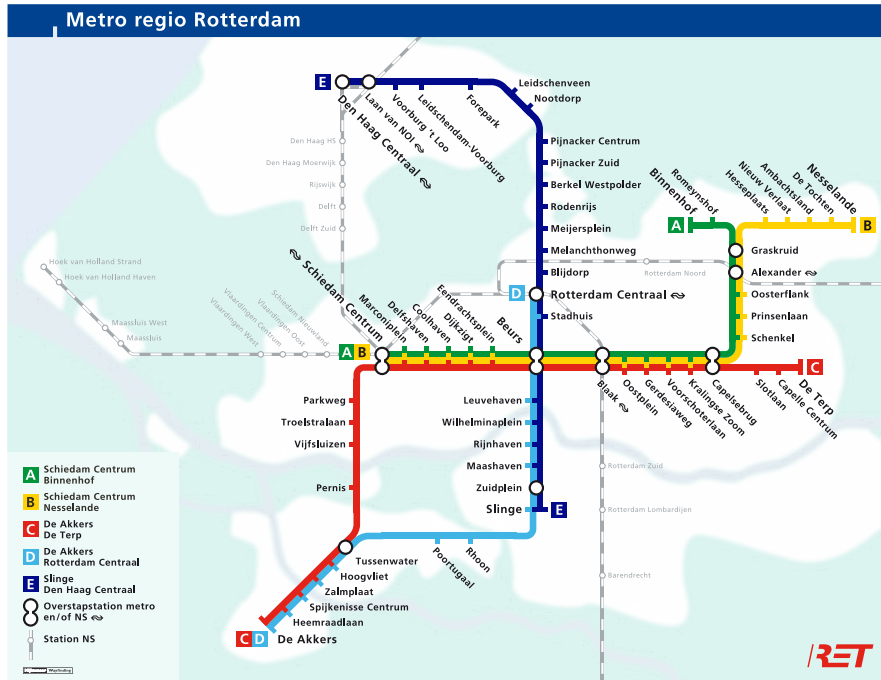 Metro regio Rotterdam
E
Den Haag Centraal
Laan van NOI
Voorburg 't Loo
Leidschendam-Voorburg
Forepark
Leidschenveen
Nootdorp
Pijnacker Centrum
Pijnacker Zuid
Berkel Westpolder
Rodenrijs
Meijersplein
Melanchthonweg
Blijdorp
D
Rotterdam Centraal
Stadhuis
Den Haag HS
Den Haag Moerwijk
Rijswijk
Delft
Delft Zuid
A
Binnenhof
Romeynshof
Hesseplaats
Nieuw Verlaat
Ambachtsland
De Tochten
Nesselande
B
Graskruid
Alexander
Rotterdam Noord
Oosterflank
Prinsenlaan
Schenkel
Hoek van Holland Strand
Hoek van Holland Haven
Maassluis West
Maassluis
Vlaardingen West
Vlaardingen Centrum
Vlaardingen Oost
Schiedam Nieuwland
A B
Schiedam Centrum
Marconiplein
Delfshaven
Coolhaven
Dijkzigt
Eendrachtsplein
Beurs
Blaak
Oostplein
Gerdesiaweg
Voorschoterlaan
Kralingse Zoom
Capelsebrug
Slotlaan
Capelle Centrum
De Terp
C
Parkweg
Troelstralaan
Vijfsluizen
Pernis
Leuvehaven
Wilhelminaplein
Rijnhaven
Maashaven
Zuidplein
Slinge
E
Rotterdam Zuid
Rotterdam Lombardijen
Barendrecht
Tussenwater
Hoogvliet
Zalmplaat
Spijkenisse Centrum
Heemraadlaan
De Akkers
C D
Poortugaal
Rhoon
A Schiedam Centrum
Binnenhof
B Schiedam Centrum
Nesselande
C De Akkers
De Terp
D De Akkers
Rotterdam Centraal
E Slinge
Den Haag Centraal
Overstapstation metro
en/of NS
Station NS
RET